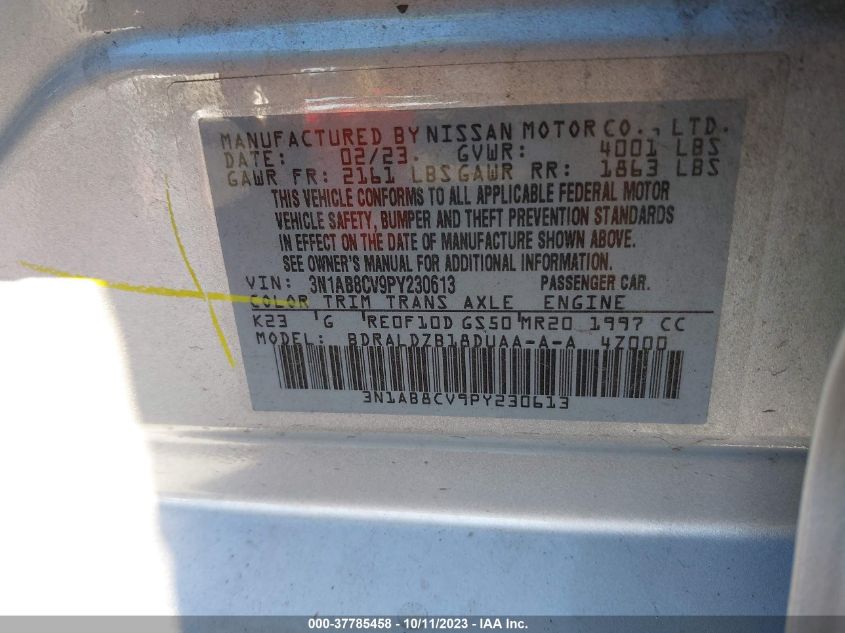 MANUFACTURED BY NISSAN MOTOR CO., LTD.
DATE: 02/23. GVWR: 4001 LBS
GAWR FR: 2161 LBS GAWR RR: 1863 LBS
THIS VEHICLE CONFORMS TO ALL APPLICABLE FEDERAL MOTOR
VEHICLE SAFETY, BUMPER AND THEFT PREVENTION STANDARDS
IN EFFECT ON THE DATE OF MANUFACTURE SHOWN ABOVE.
SEE OWNER'S MANUAL FOR ADDITIONAL INFORMATION.
VIN: 3N1AB8CV9PY230613 PASSENGER CAR.
COLOR TRIM TRANS AXLE ENGINE
K23 G RE0F10D GS50 MR20 1997 CC
MODEL: BDRALDZB18DUAA-A-A 4Z000
3N1AB8CV9PY230613
000-37785458 - 10/11/2023 - IAA Inc.